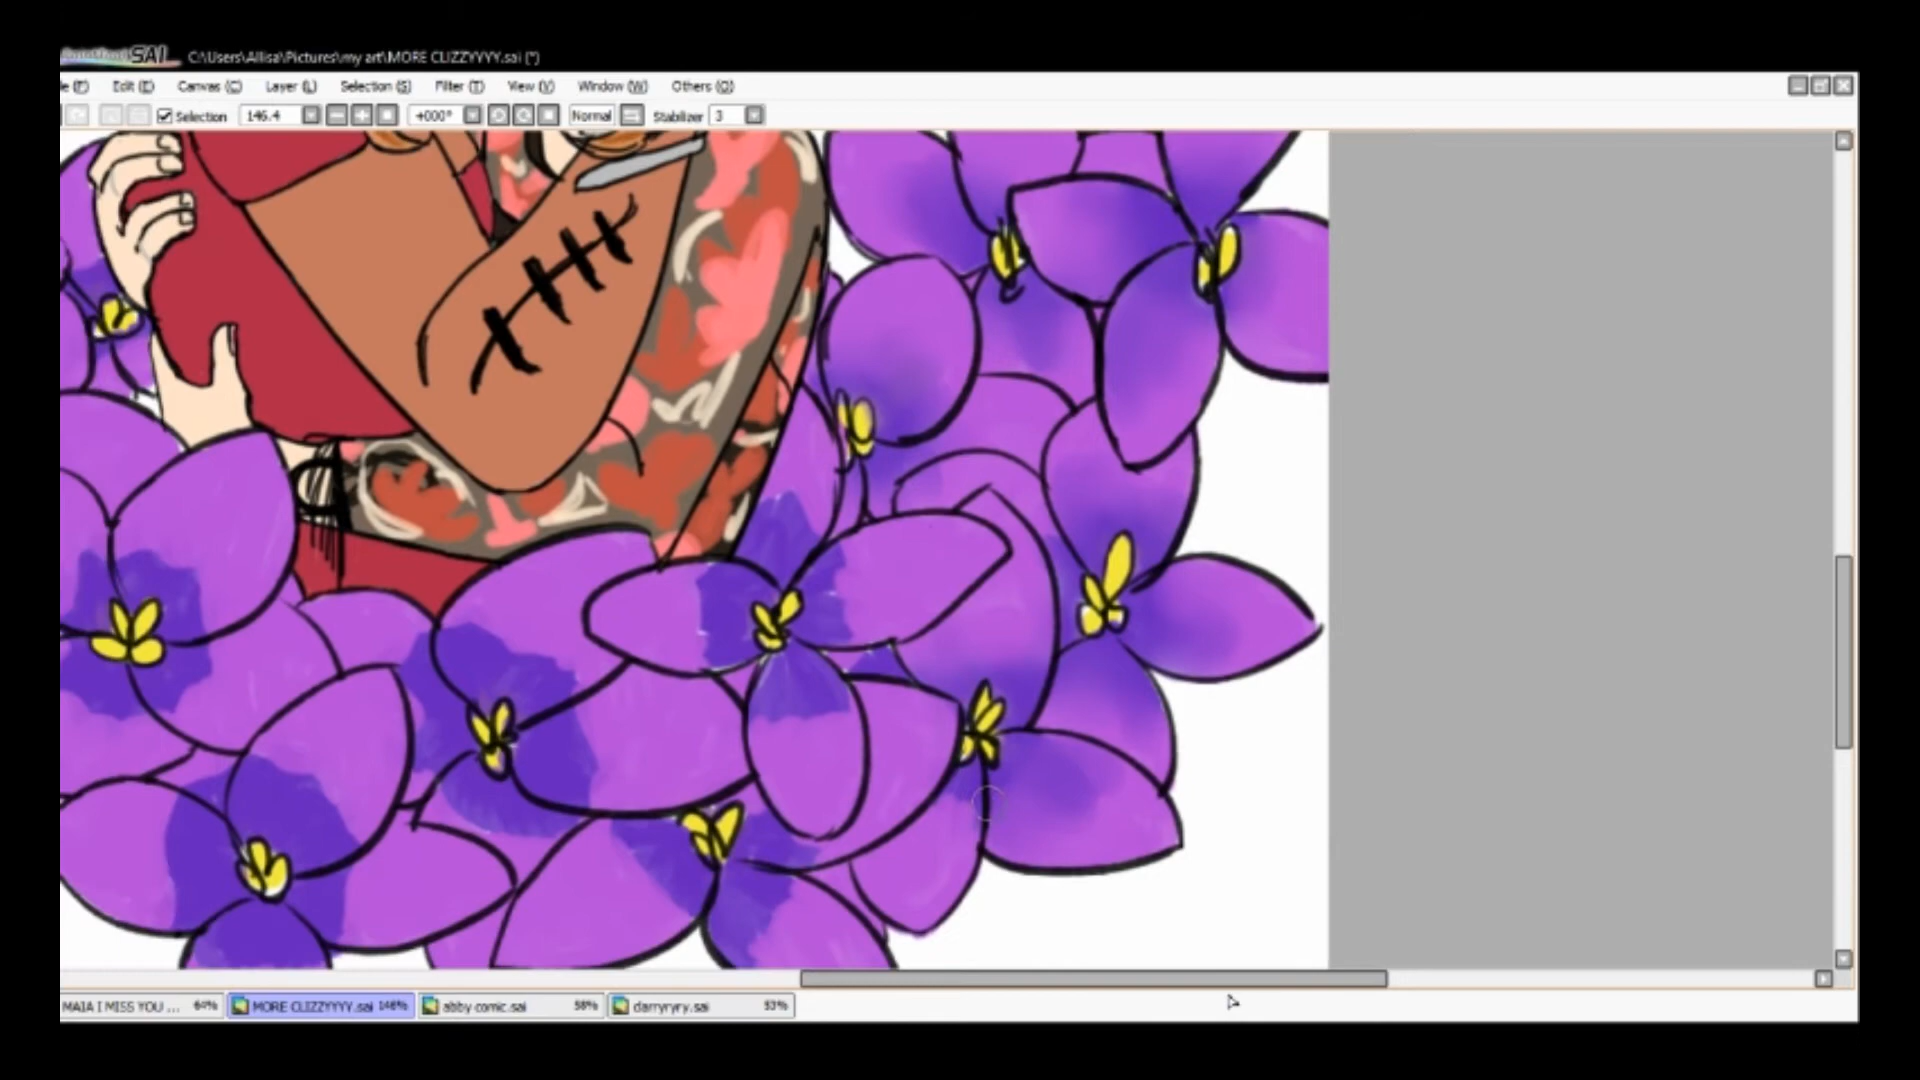 SAI C:\Users\Allisa\Pictures\my art\MORE CLIZZYYYY.sai (*)
le (F) Edit (E) Canvas (C) Layer (L) Selection (S) Filter (T) View (V) Window (W) Others (O)
Selection 146.4 +000° Normal Stabilizer 3
MAIA I MISS YOU ... 64% MORE CLIZZYYYY.sai 146% abby comic.sai 58% darryryry.sai 53%